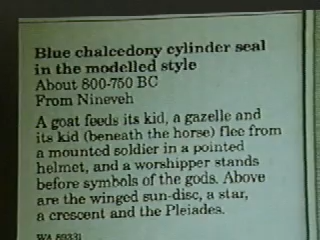 Blue chalcedony cylinder seal
in the modelled style
About 800-750 BC
From Nineveh
A goat feeds its kid, a gazelle and
its kid (beneath the horse) flee from
a mounted soldier in a pointed
helmet, and a worshipper stands
before symbols of the gods. Above
are the winged sun-disc, a star,
a crescent and the Pleiades.
WA 89331